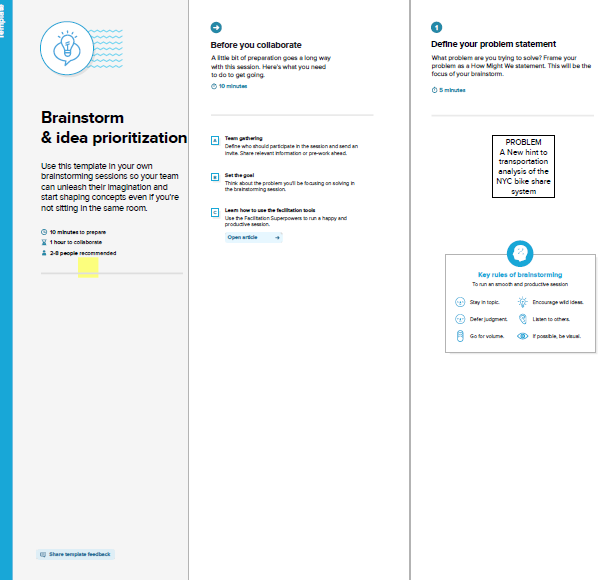 Template
Brainstorm
& idea prioritization
Use this template in your own
brainstorming sessions so your team
can unleash their imagination and
start shaping concepts even if you're
not sitting in the same room.
10 minutes to prepare
1 hour to collaborate
2-8 people recommended
Share template feedback
Before you collaborate
A little bit of preparation goes a long way
with this session. Here's what you need
to do to get going.
10 minutes
A
Team gathering
Define who should participate in the session and send an
invite. Share relevant information or pre-work ahead.
B
Set the goal
Think about the problem you'll be focusing on solving in
the brainstorming session.
C
Learn how to use the facilitation tools
Use the Facilitation Superpowers to run a happy and
productive session.
Open article
1
Define your problem statement
What problem are you trying to solve? Frame your
problem as a How Might We statement. This will be the
focus of your brainstorm.
5 minutes
PROBLEM
A New hint to
transportation
analysis of the
NYC bike share
system
Key rules of brainstorming
To run an smooth and productive session
Stay in topic.
Encourage wild ideas.
Defer judgment.
Listen to others.
Go for volume.
If possible, be visual.